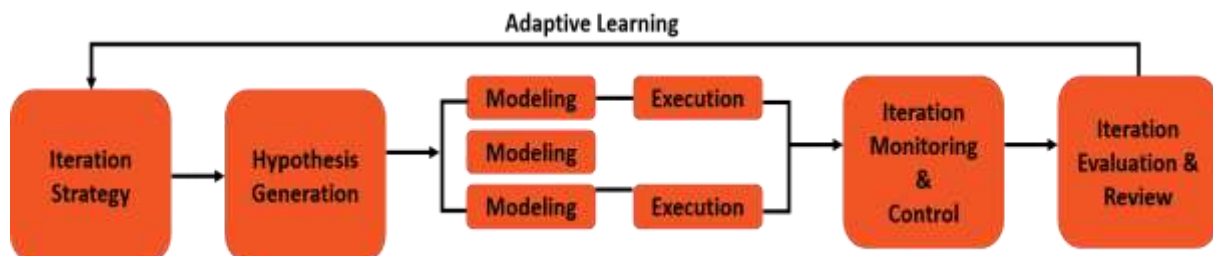 Adaptive Learning
Iteration
Strategy
Hypothesis
Generation
Modeling
Execution
Modeling
Modeling
Execution
Iteration
Monitoring
&
Control
Iteration
Evaluation &
Review